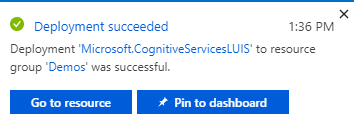 Deployment succeeded 1:36 PM
Deployment 'Microsoft.CognitiveServicesLUIS' to resource
group 'Demos' was successful.
Go to resource Pin to dashboard